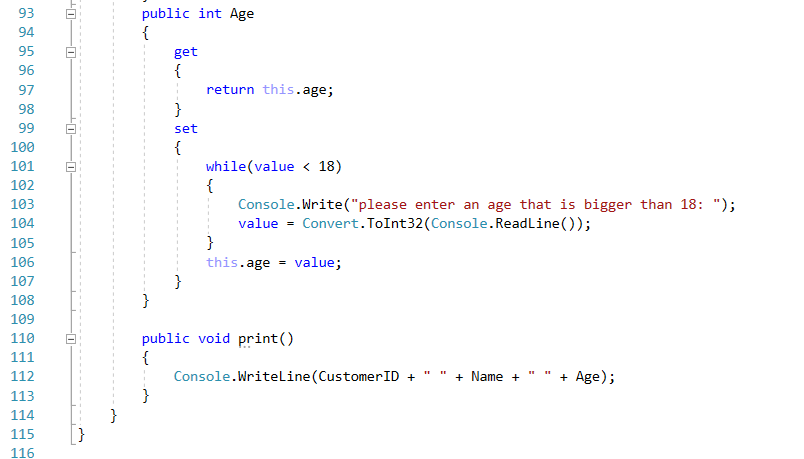 93 public int Age
94 {
95 get
96 {
97 return this.age;
98 }
99 set
100 {
101 while(value < 18)
102 {
103 Console.Write("please enter an age that is bigger than 18: ");
104 value = Convert.ToInt32(Console.ReadLine());
105 }
106 this.age = value;
107 }
108 }
109
110 public void print()
111 {
112 Console.WriteLine(CustomerID + " " + Name + " " + Age);
113 }
114 }
115 }
116